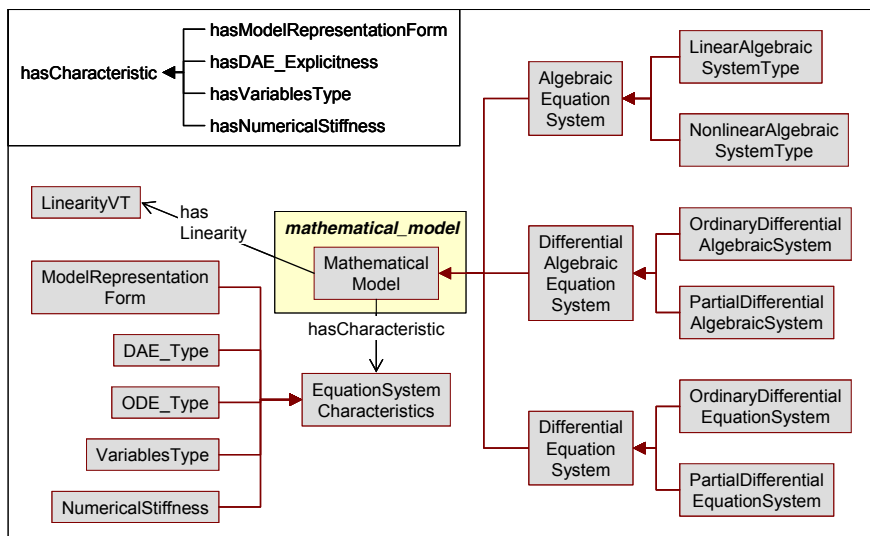 hasCharacteristic
hasModelRepresentationForm
hasDAE_Explicitness
hasVariablesType
hasNumericalStiffness
LinearityVT
has
Linearity
mathematical_model
Mathematical
Model
hasCharacteristic
EquationSystem
Characteristics
ModelRepresentation
Form
DAE_Type
ODE_Type
VariablesType
NumericalStiffness
Algebraic
Equation
System
LinearAlgebraic
SystemType
NonlinearAlgebraic
SystemType
Differential
Algebraic
Equation
System
OrdinaryDifferential
AlgebraicSystem
PartialDifferential
AlgebraicSystem
Differential
Equation
System
OrdinaryDifferential
EquationSystem
PartialDifferential
EquationSystem